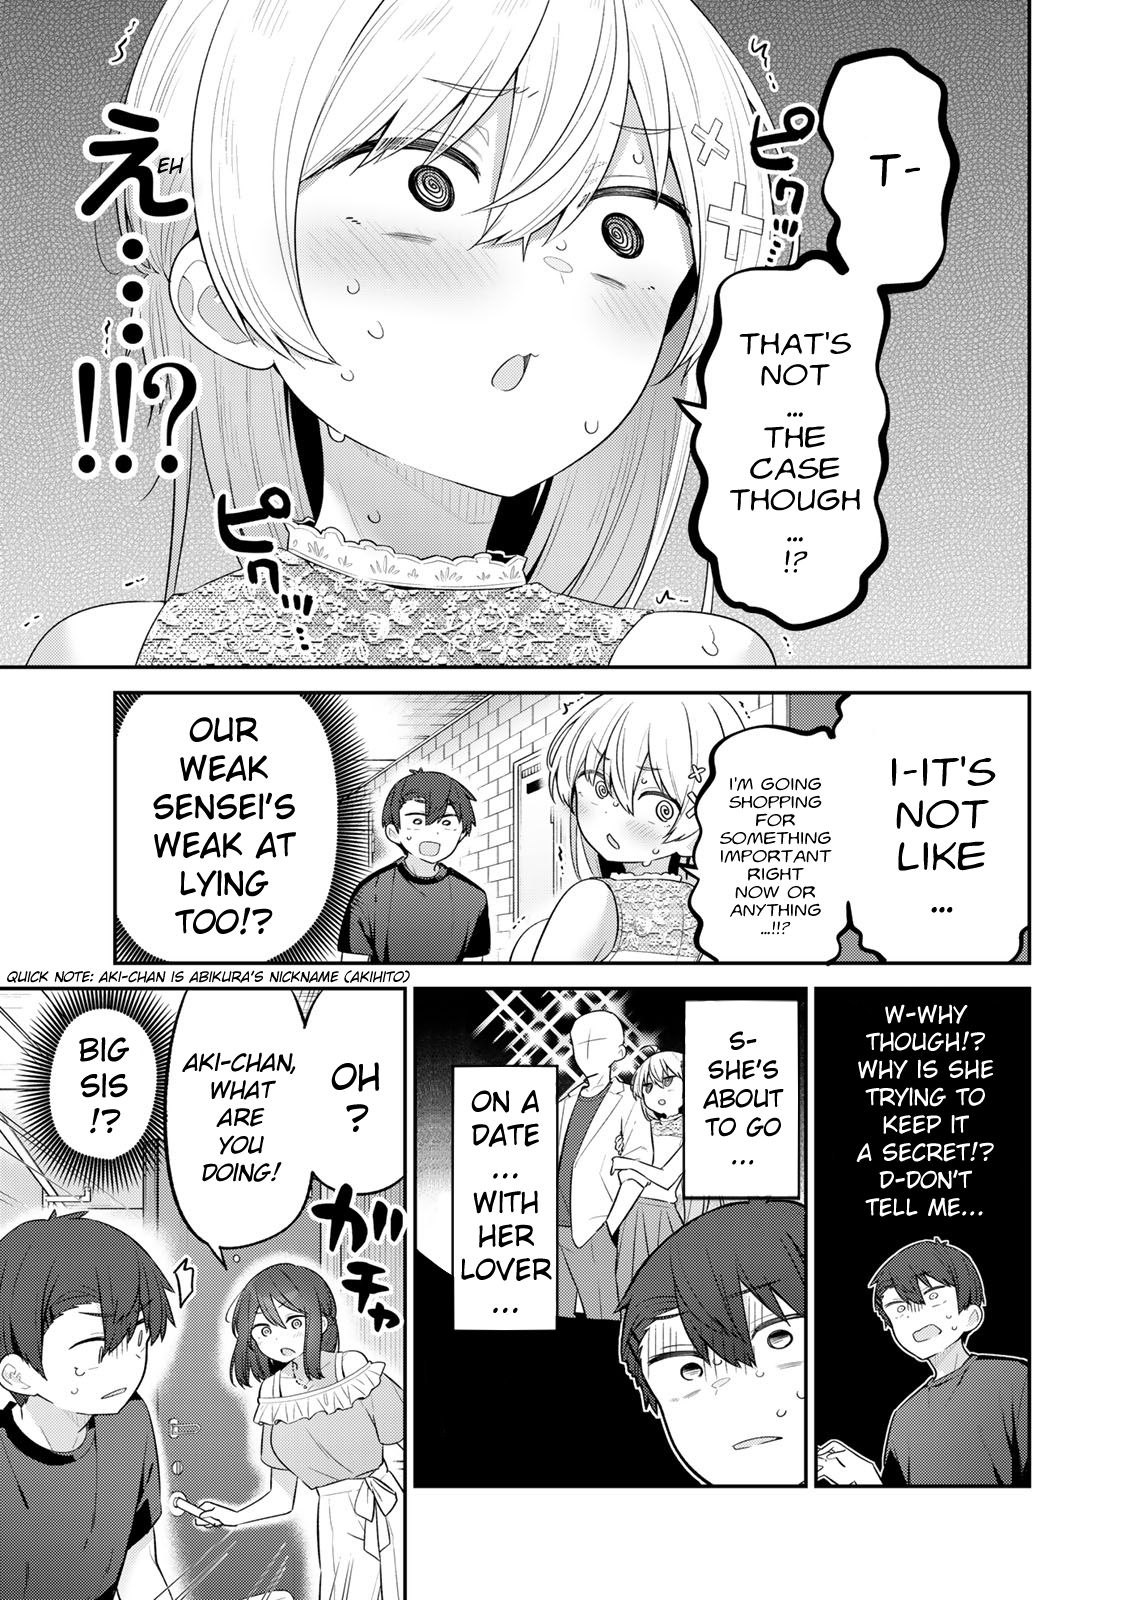 T-
THAT'S
NOT
...
THE
CASE
THOUGH
...
!?
EH
え
…
!!?
ピクッ…
ピクッ…
I-IT'S
NOT
LIKE
...
I'M GOING
SHOPPING
FOR
SOMETHING
IMPORTANT
RIGHT
NOW OR
ANYTHING
...!!?
OUR
WEAK
SENSEI'S
WEAK AT
LYING
TOO!?
QUICK NOTE: AKI-CHAN IS ABIKURA'S NICKNAME (AKIHITO)
W-WHY
THOUGH!?
WHY IS SHE
TRYING TO
KEEP IT
A SECRET!?
D-DON'T
TELL ME...
S-
SHE'S
ABOUT
TO GO
...
ON A
DATE
...
WITH
HER
LOVER
...
OH
?
AKI-CHAN,
WHAT
ARE
YOU
DOING!
ガチャ
BIG
SIS
!?